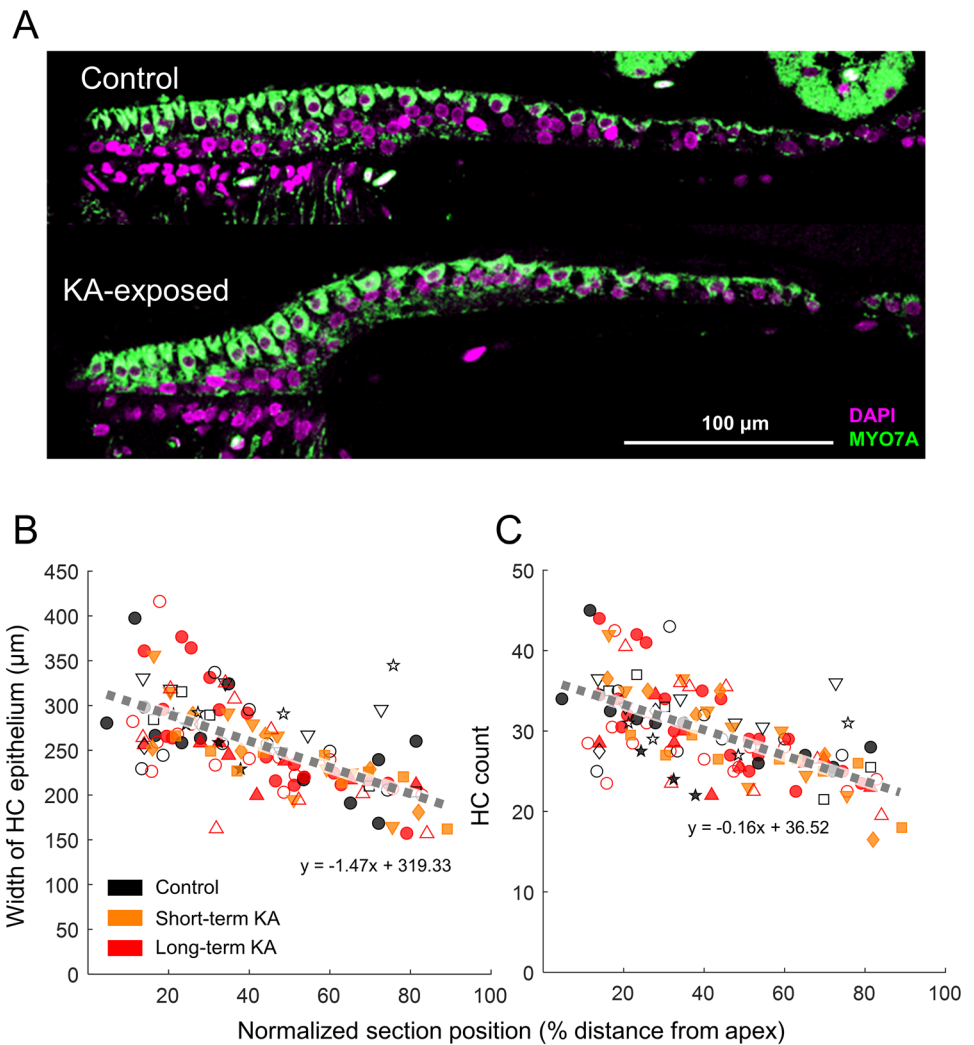 A
Control
KA-exposed
100 μm
DAPI
MYO7A
B
C
Width of HC epithelium (μm)
450
400
350
300
250
200
150
100
50
0
y = -1.47x + 319.33
Control
Short-term KA
Long-term KA
20
40
60
80
100
HC count
50
40
30
20
10
0
y = -0.16x + 36.52
20
40
60
80
100
Normalized section position (% distance from apex)